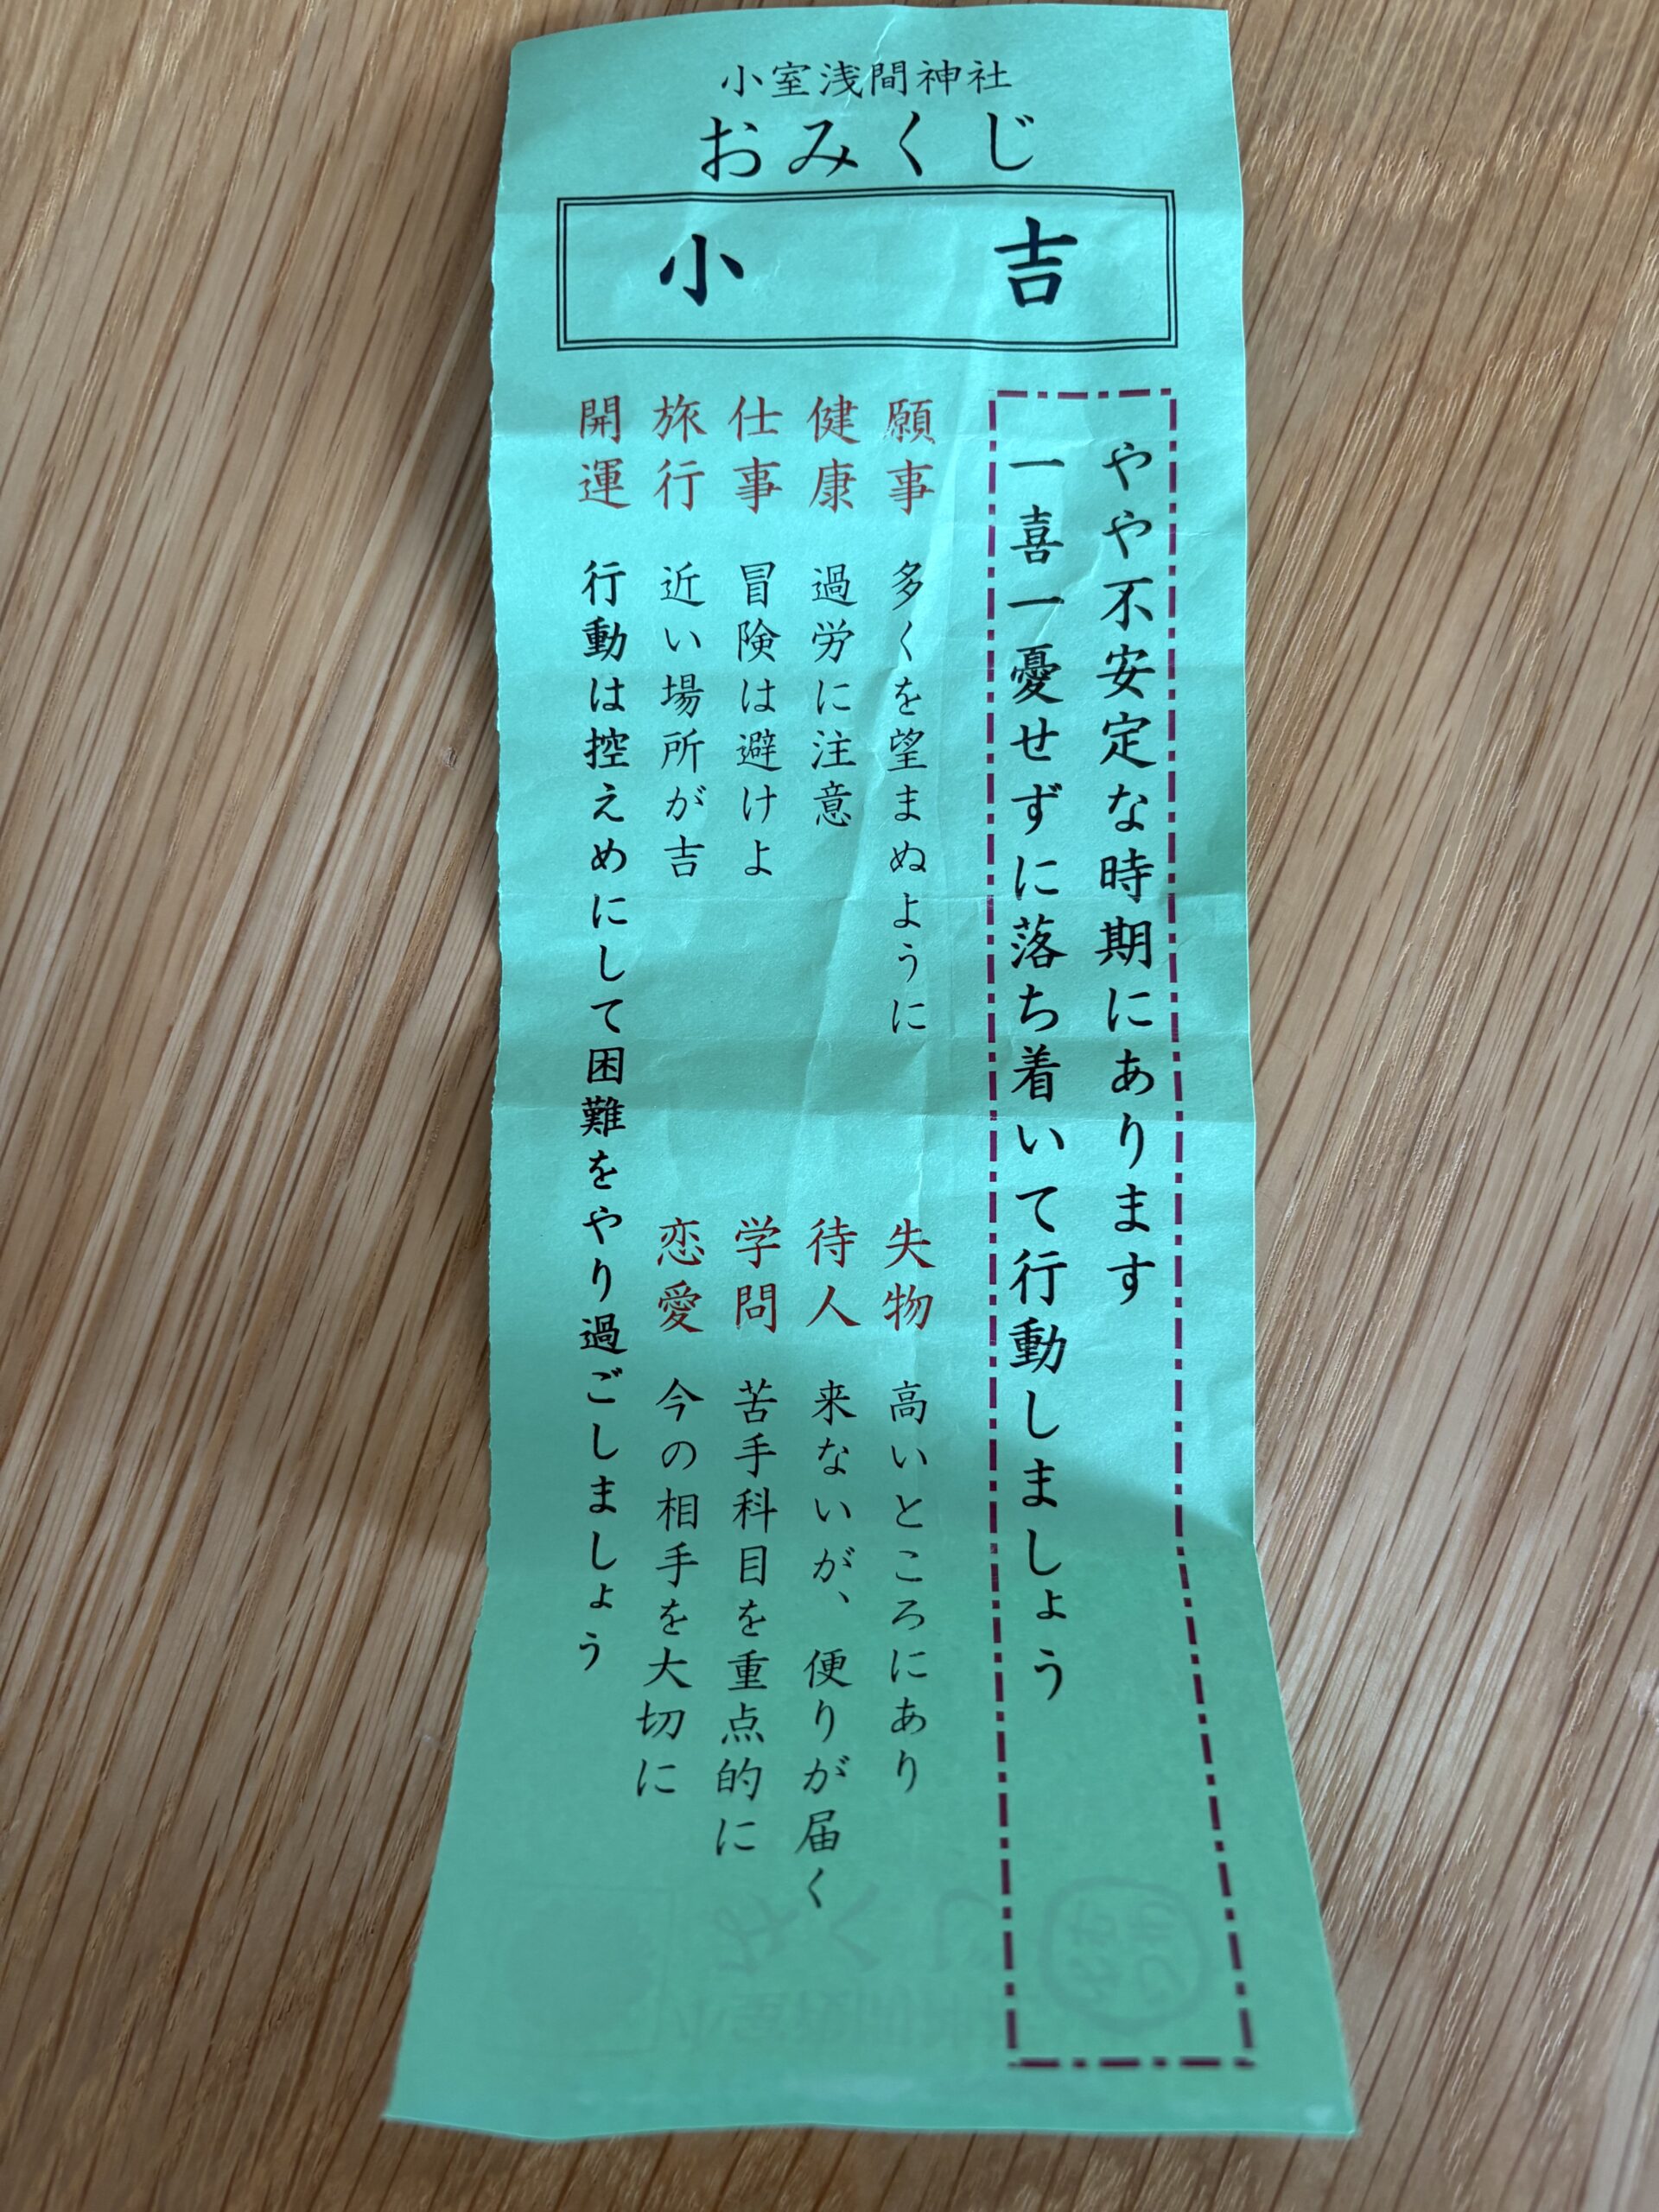 小室浅間神社
おみくじ
小吉
やや不安定な時期にあります
一喜一憂せずに落ち着いて行動しましょう
願事 多くを望まぬように
健康 過労に注意
仕事 冒険は避けよ
旅行 近い場所が吉
失物 高いところにあり
待人 来ないが、便りが届く
学問 苦手科目を重点的に
恋愛 今の相手を大切に
開運 行動は控えめにして困難をやり過ごしましょう